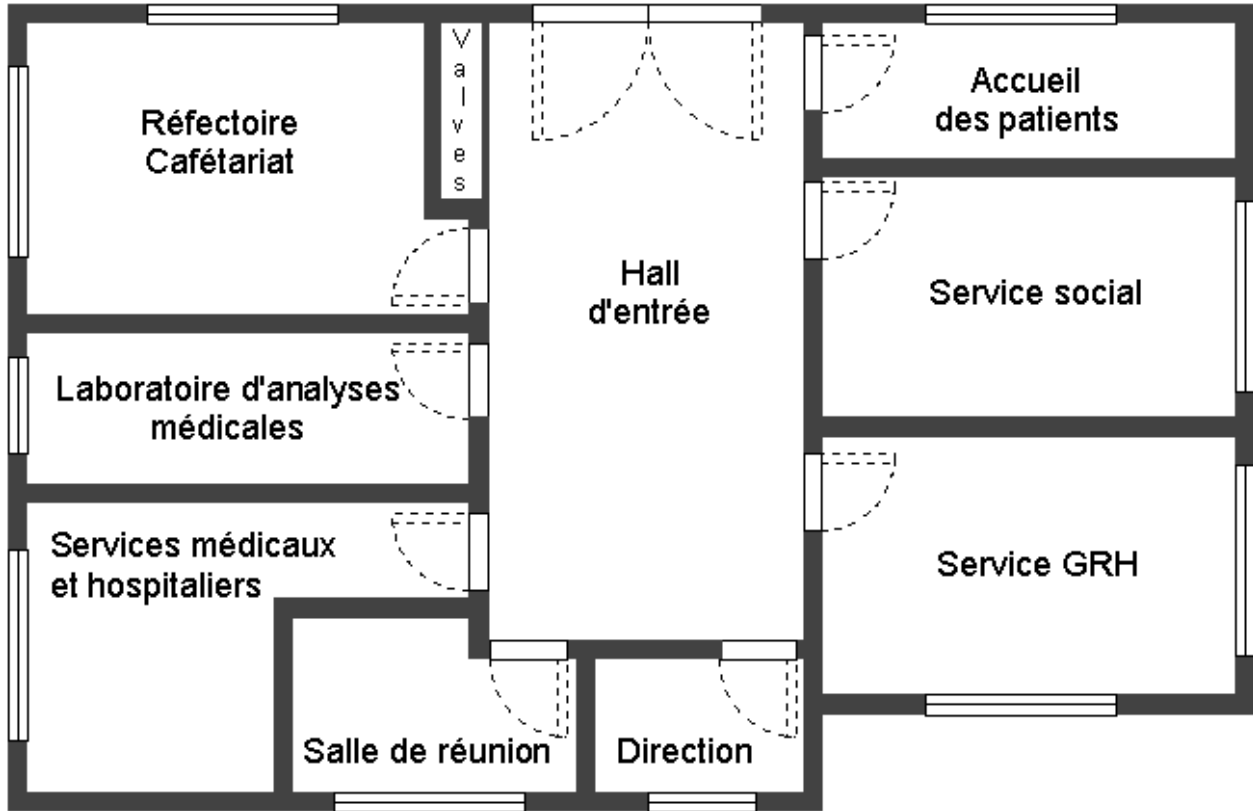 Réfectoire
Cafétariat
Valves
Hall
d'entrée
Accueil
des patients
Service social
Laboratoire d'analyses
médicales
Services médicaux
et hospitaliers
Service GRH
Salle de réunion
Direction